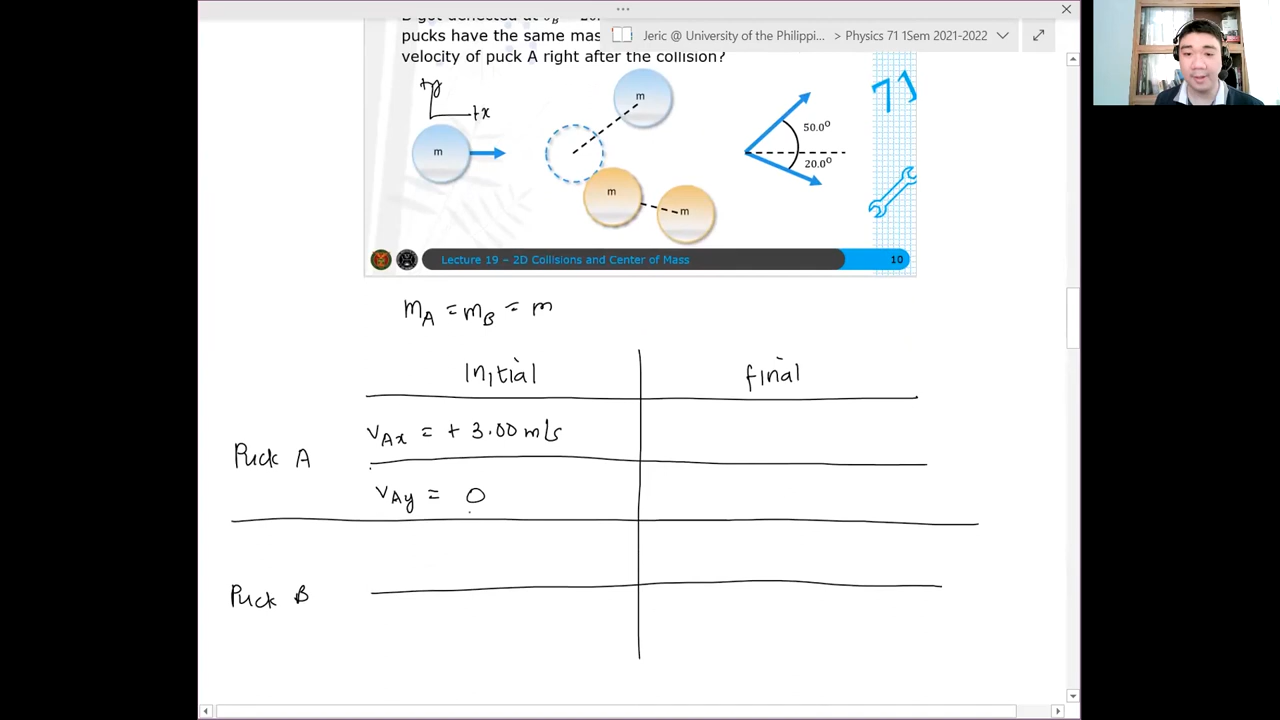 Jeric @ University of the Philippi... > Physics 71 1Sem 2021-2022
pucks have the same mas
velocity of puck A right after the collision?
+y
+x
m
m
m
m
50.0⁰
20.0⁰
71
Lecture 19 – 2D Collisions and Center of Mass
10
m_A = m_B = m
Initial
final
Puck A
v_Ax = + 3.00 m/s
v_Ay = 0
Puck B